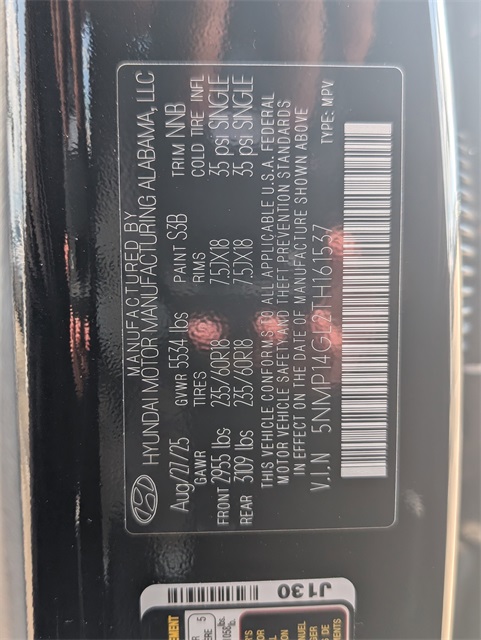 MANUFACTURED BY
HYUNDAI MOTOR MANUFACTURING ALABAMA, LLC
Aug/27/25 GVWR 5534 lbs PAINT S3B TRIM NNB
GAWR TIRES RIMS COLD TIRE INFL
FRONT 2955 lbs 235/60R18 7.5JX18 35 psi SINGLE
REAR 3109 lbs 235/60R18 7.5JX18 35 psi SINGLE
THIS VEHICLE CONFORMS TO ALL APPLICABLE U.S.A. FEDERAL
MOTOR VEHICLE SAFETY AND THEFT PREVENTION STANDARDS
IN EFFECT ON THE DATE OF MANUFACTURE SHOWN ABOVE
V.I.N 5NMP14GL2TH161537 TYPE: MPV
J130